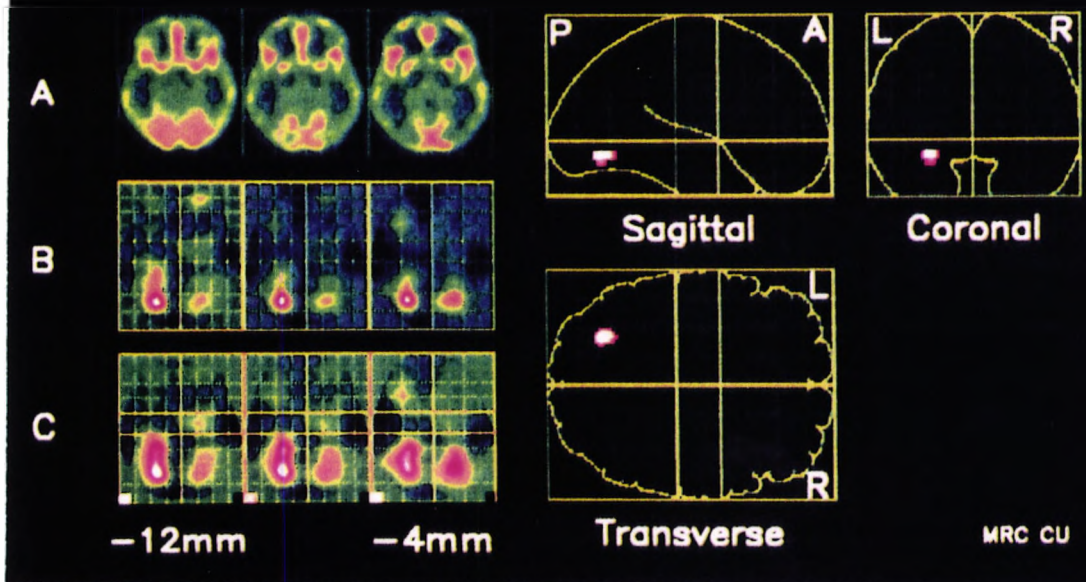 A
B
C
−12mm
−4mm
P
A
Sagittal
L
R
Coronal
L
R
Transverse
MRC CU